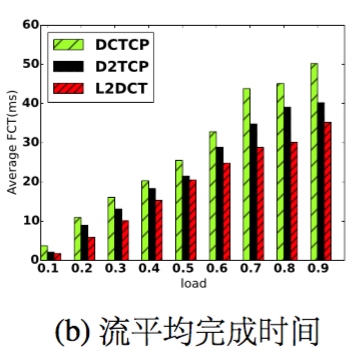 60
50
40
30
20
10
0
Average FCT(ms)
DCTCP
D2TCP
L2DCT
0.1 0.2 0.3 0.4 0.5 0.6 0.7 0.8 0.9
load
(b) 流平均完成时间